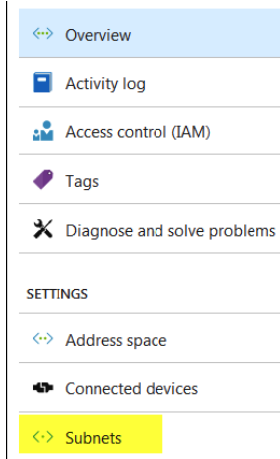 Overview
Activity log
Access control (IAM)
Tags
Diagnose and solve problems
SETTINGS
Address space
Connected devices
Subnets